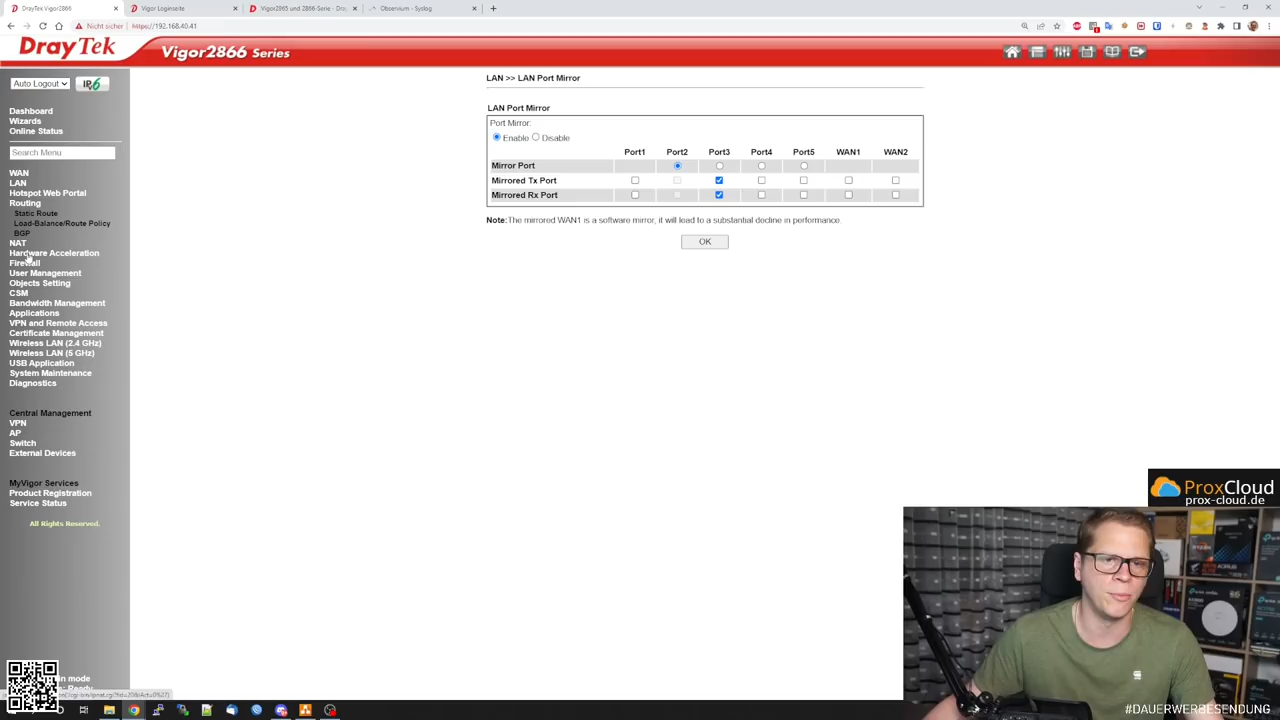 DrayTek Vigor2866
Vigor Loginseite
Vigor2865 und 2866-Serie - Dray
Observium - Syslog
Nicht sicher | https://192.168.40.41
DrayTek Vigor2866 Series
Auto Logout
IPv6
Dashboard
Wizards
Online Status
Search Menu
WAN
LAN
Hotspot Web Portal
Routing
Static Route
Load-Balance/Route Policy
BGP
NAT
Hardware Acceleration
Firewall
User Management
Objects Setting
CSM
Bandwidth Management
Applications
VPN and Remote Access
Certificate Management
Wireless LAN (2.4 GHz)
Wireless LAN (5 GHz)
USB Application
System Maintenance
Diagnostics
Central Management
VPN
AP
Switch
External Devices
MyVigor Services
Product Registration
Service Status
All Rights Reserved.
LAN >> LAN Port Mirror
LAN Port Mirror
Port Mirror:
Enable Disable
Port1 Port2 Port3 Port4 Port5 WAN1 WAN2
Mirror Port
Mirrored Tx Port
Mirrored Rx Port
Note:The mirrored WAN1 is a software mirror, it will lead to a substantial decline in performance.
OK
ProxCloud
prox-cloud.de
mode
#DAUERWERBESENDUNG